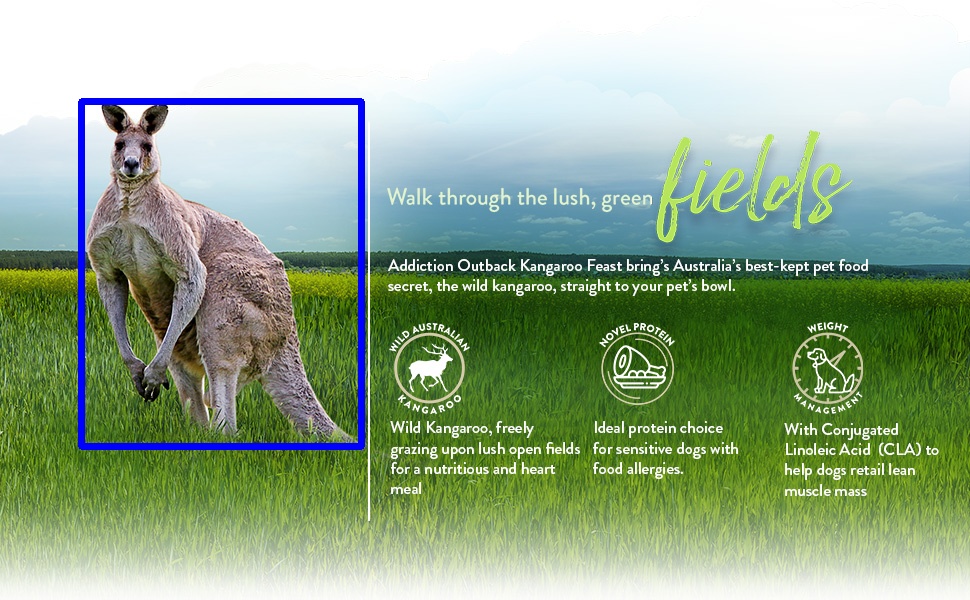 Walk through the lush, green fields
Addiction Outback Kangaroo Feast bring's Australia's best-kept pet food
secret, the wild kangaroo, straight to your pet's bowl.
WILD AUSTRALIAN
KANGAROO
Wild Kangaroo, freely
grazing upon lush open fields
for a nutritious and heart
meal
NOVEL PROTEIN
Ideal protein choice
for sensitive dogs with
food allergies.
WEIGHT
MANAGEMENT
With Conjugated
Linoleic Acid (CLA) to
help dogs retail lean
muscle mass